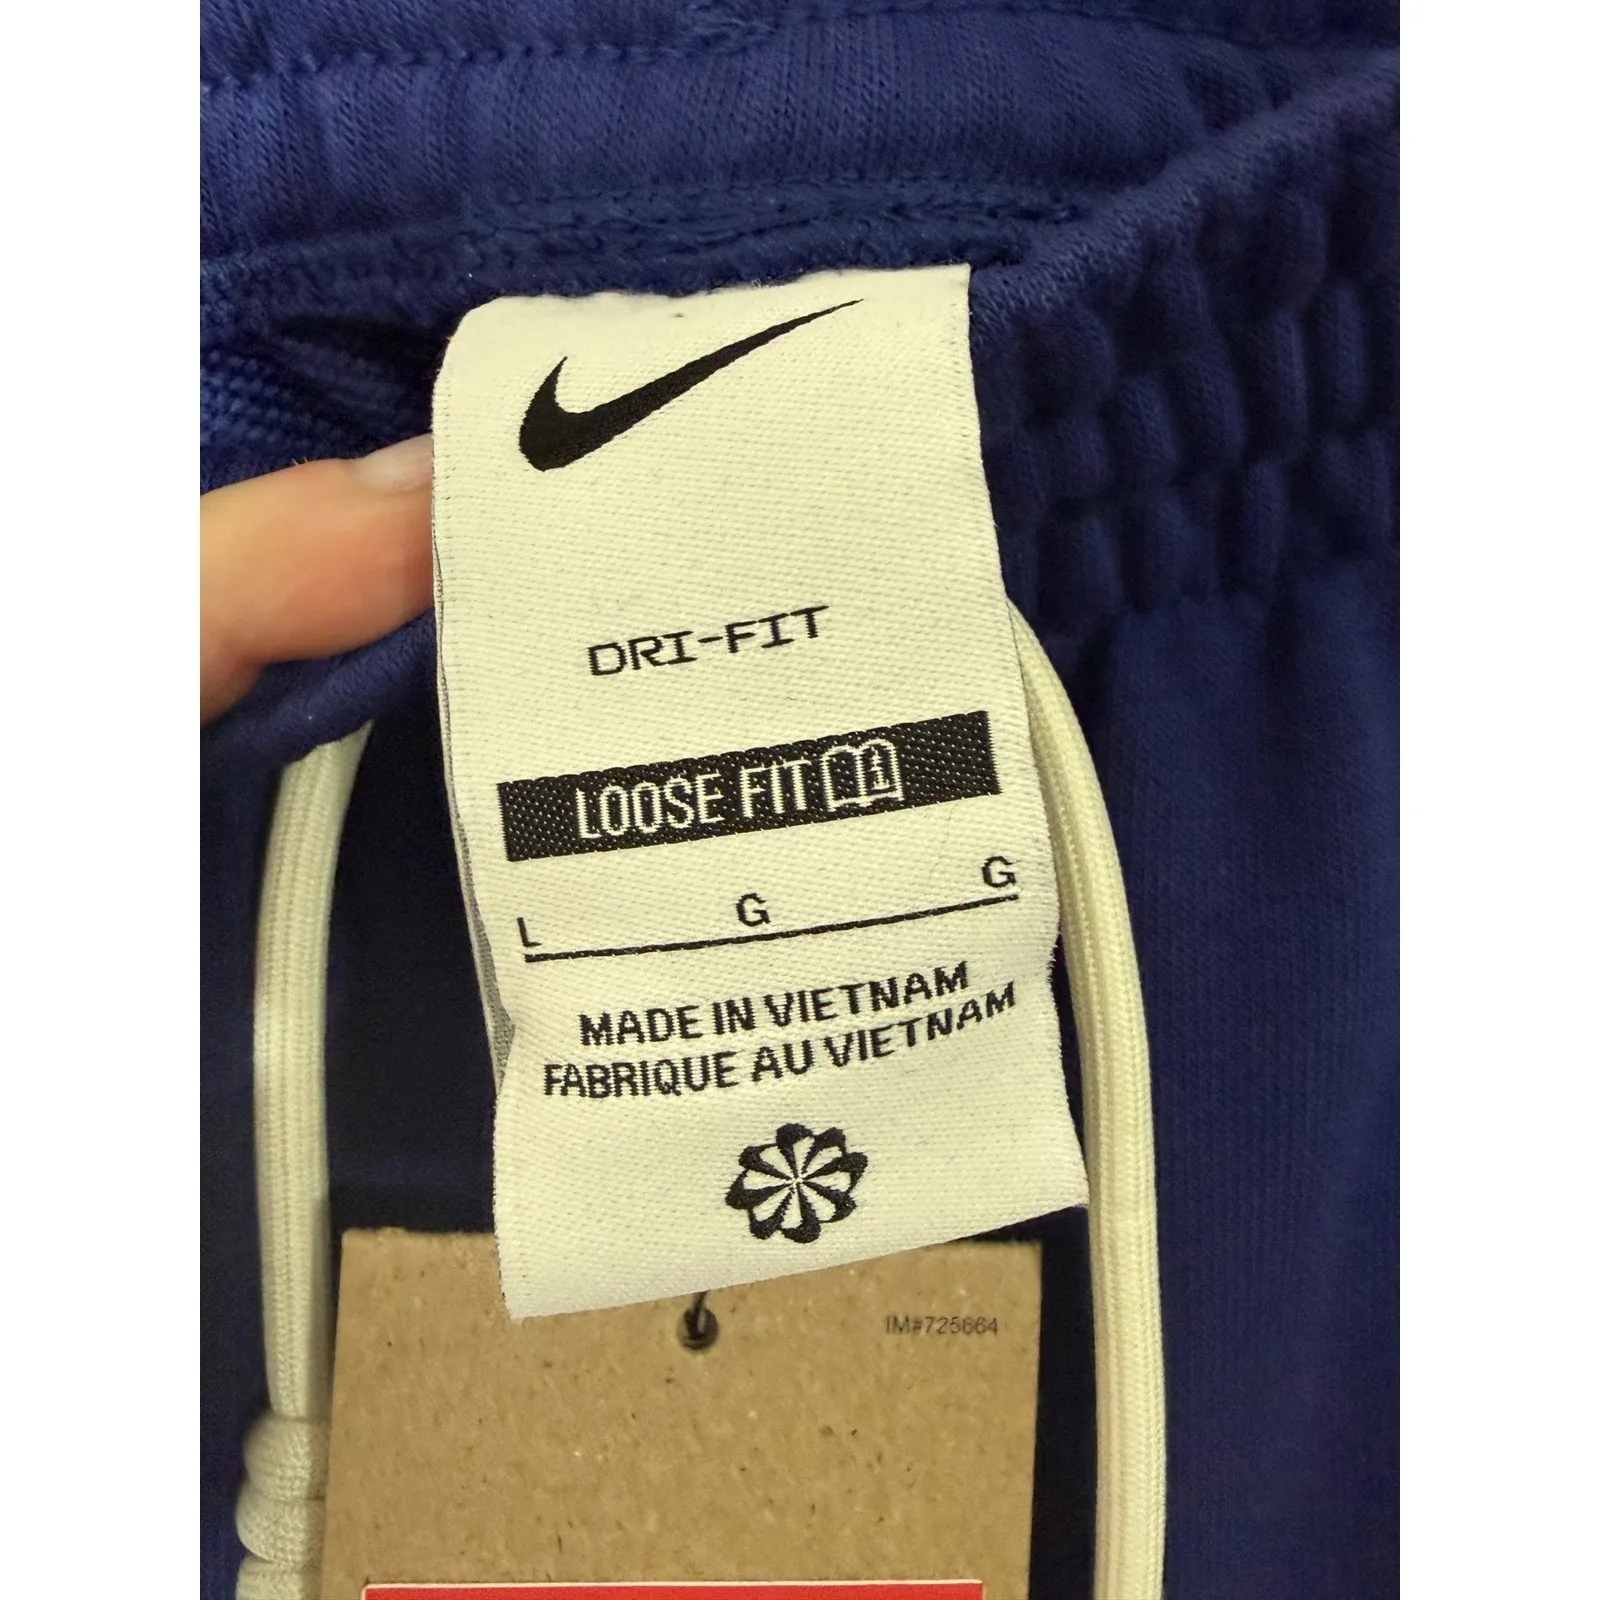 DRI-FIT
LOOSE FIT
L G G
MADE IN VIETNAM
FABRIQUE AU VIETNAM
IM#725664